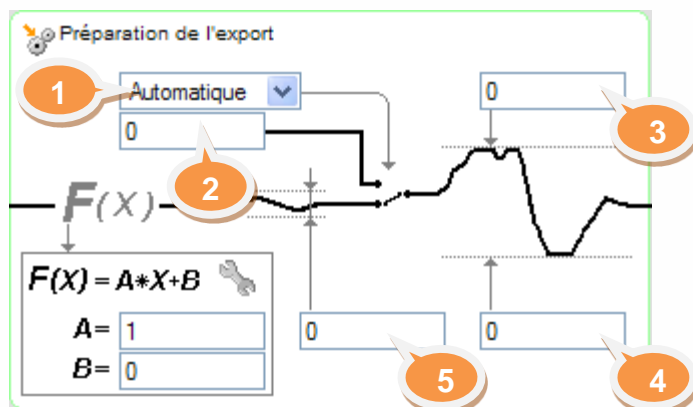 Préparation de l'export
1
Automatique
0
2
0
3
F(X)
F(X) = A*X+B
A= 1
B= 0
0
5
0
4